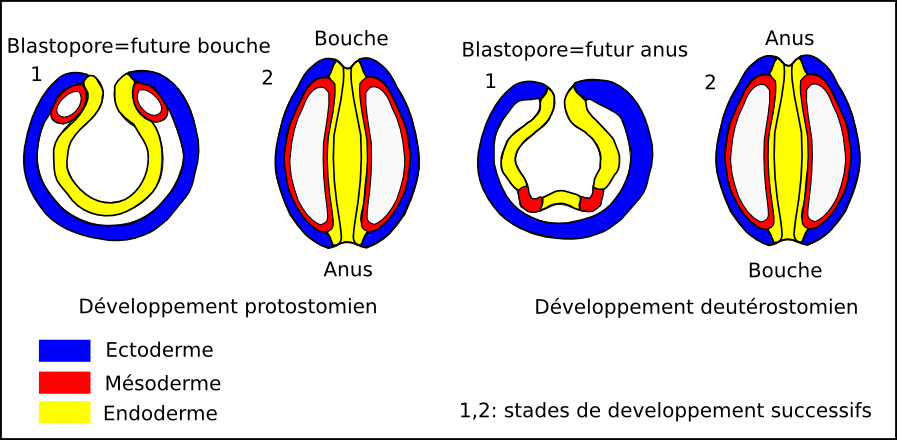 Blastopore=future bouche
1
2
Bouche
Anus
Développement protostomien
Blastopore=futur anus
1
2
Anus
Bouche
Développement deutérostomien
Ectoderme
Mésoderme
Endoderme
1,2: stades de developpement successifs